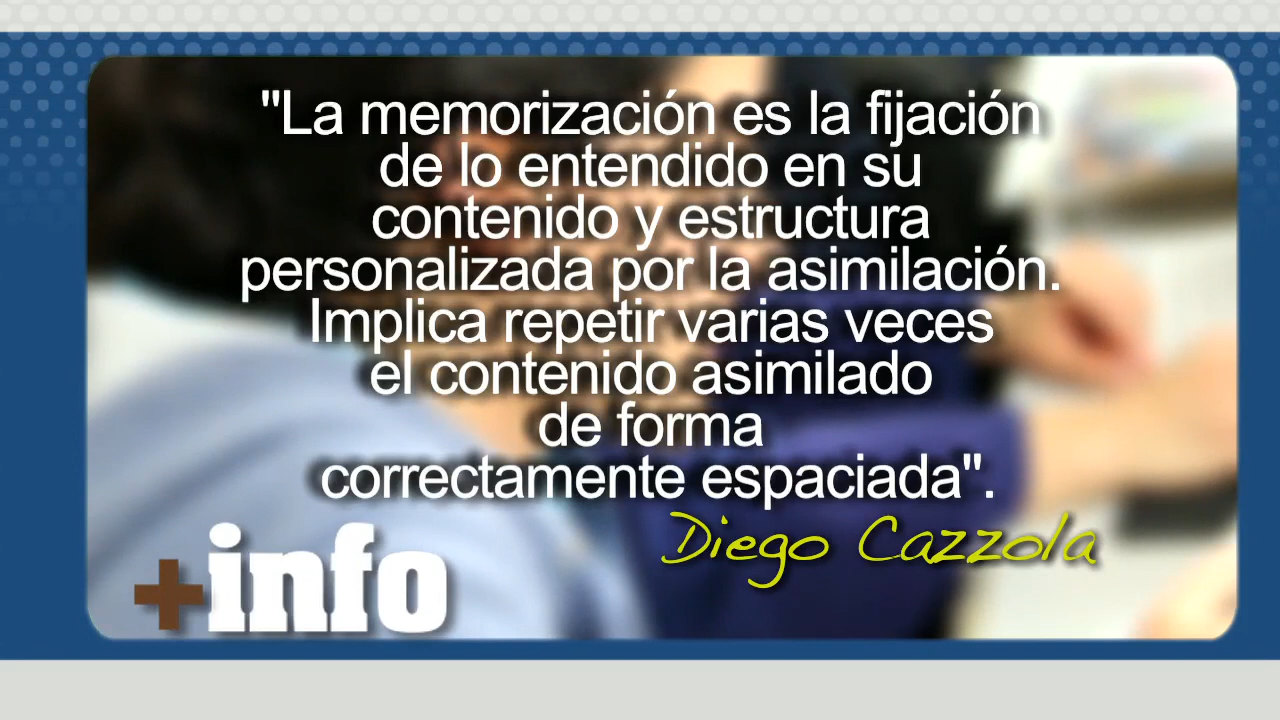 "La memorización es la fijación
de lo entendido en su
contenido y estructura
personalizada por la asimilación.
Implica repetir varias veces
el contenido asimilado
de forma
correctamente espaciada".
Diego Cazzola
+info